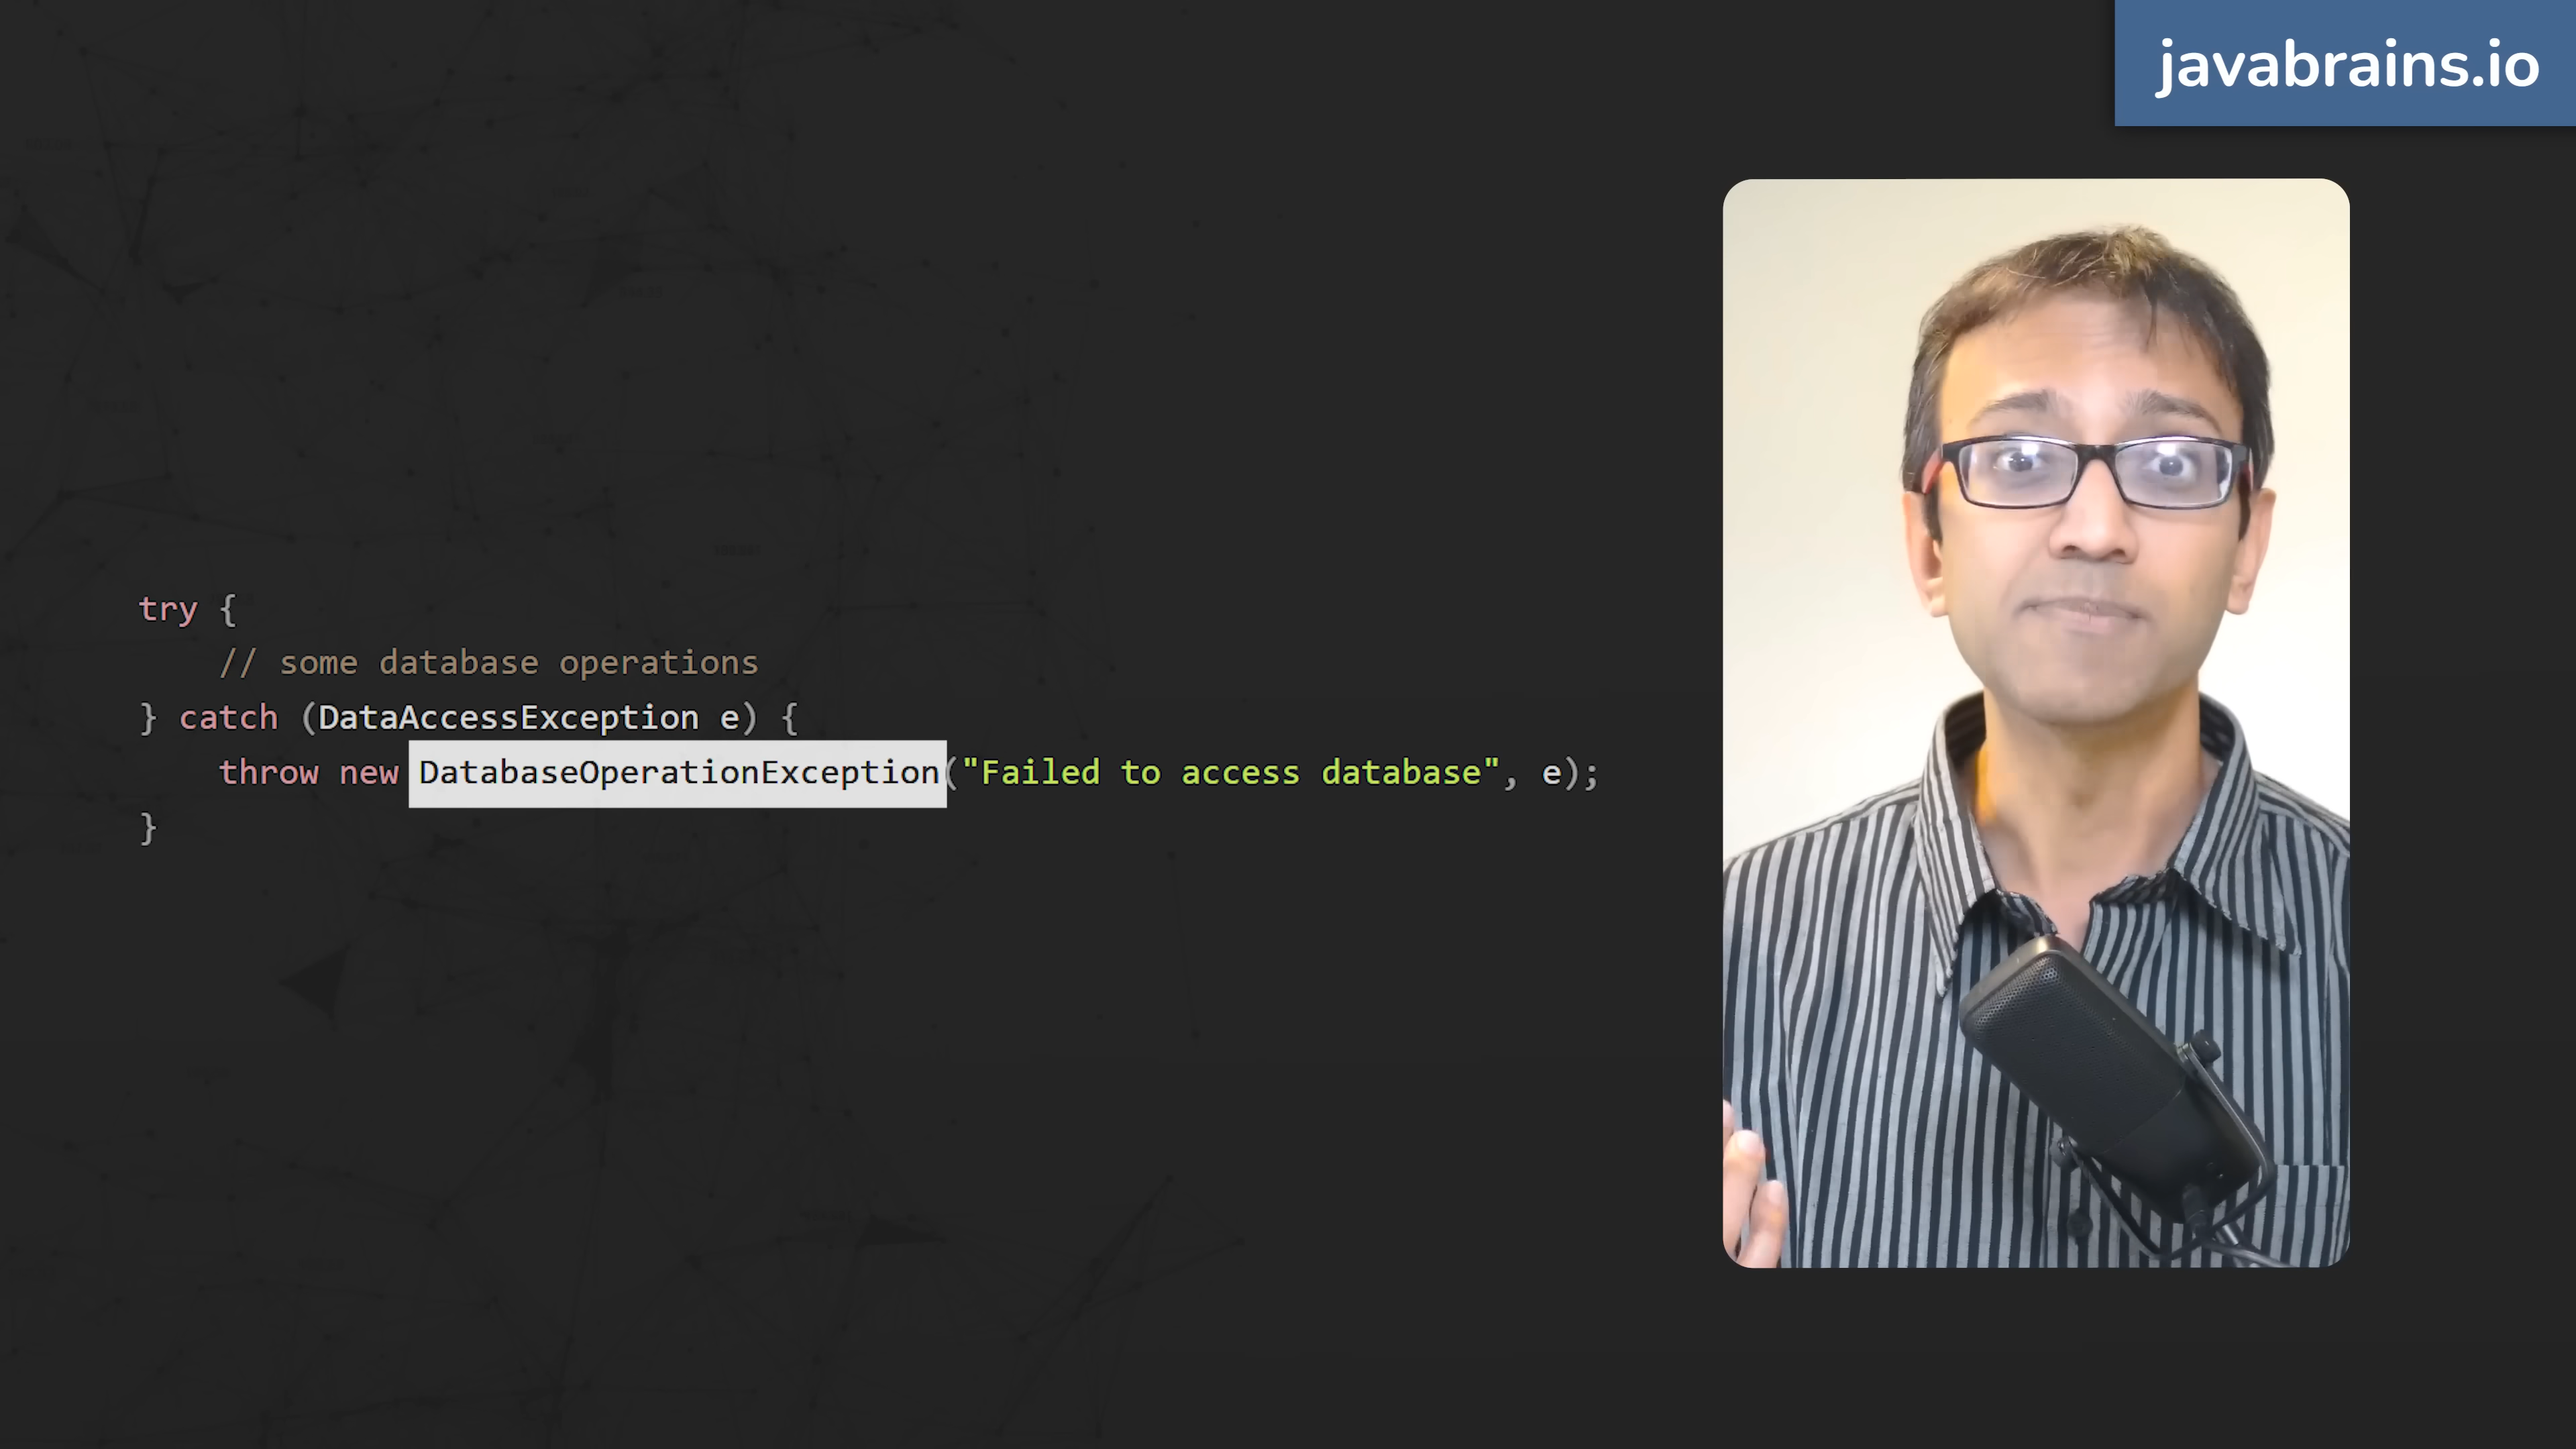 javabrains.io
try {
// some database operations
} catch (DataAccessException e) {
throw new DatabaseOperationException("Failed to access database", e);
}